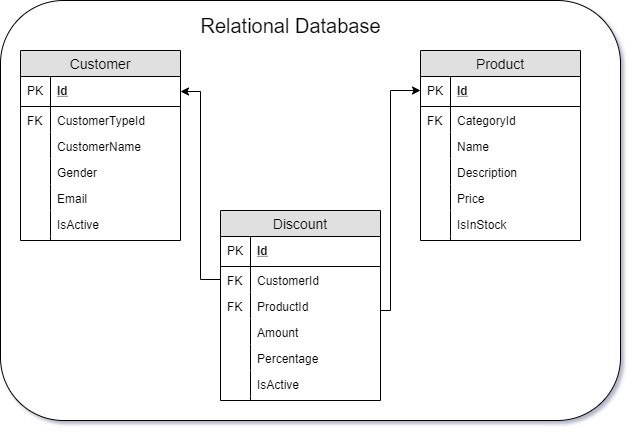 Relational Database
Customer
PK Id
FK CustomerTypeId
CustomerName
Gender
Email
IsActive
Product
PK Id
FK CategoryId
Name
Description
Price
IsInStock
Discount
PK Id
FK CustomerId
FK ProductId
Amount
Percentage
IsActive